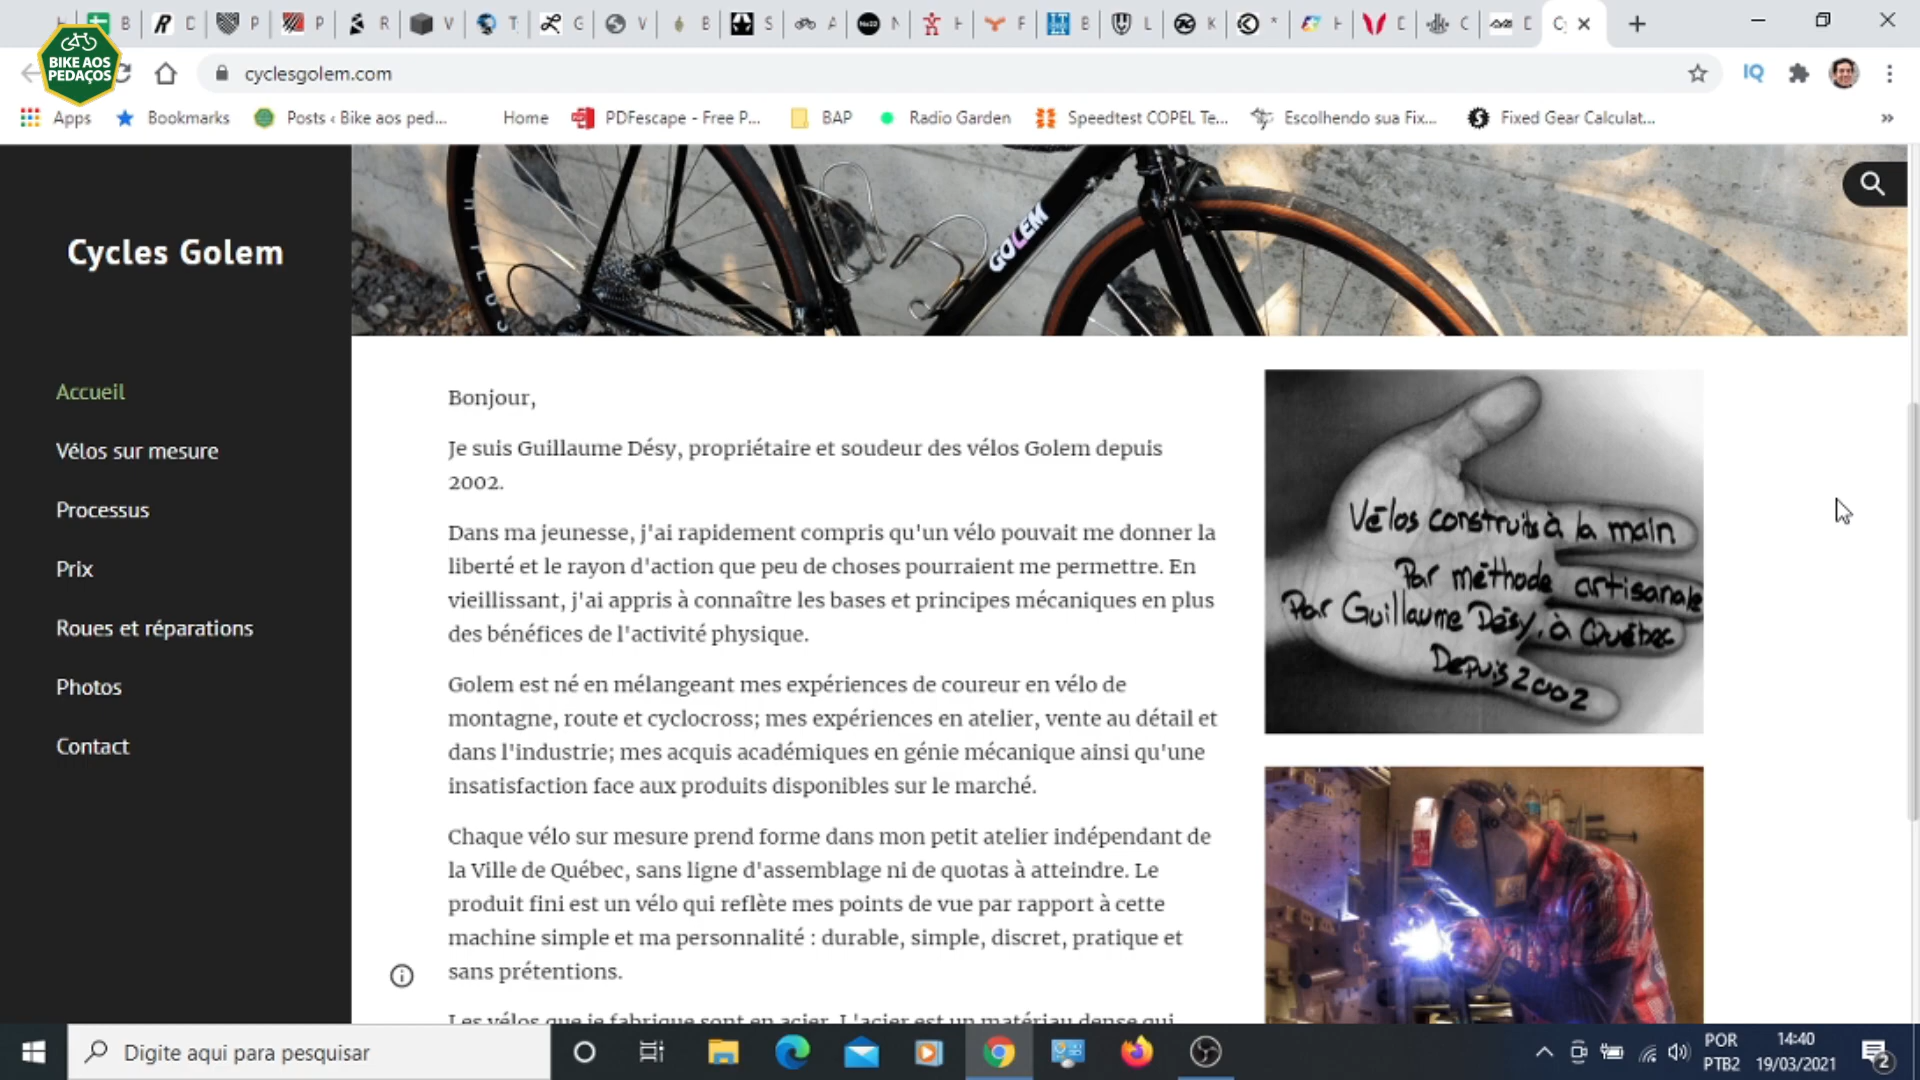 B
D
P
P
R
V
T
G
V
B
S
A
N
H
F
B
L
K
*
H
D
C
D
C
BIKE AOS
PEDAÇOS
cyclesgolem.com
IQ
Apps
Bookmarks
Posts ‹ Bike aos ped...
Home
PDFescape - Free P...
BAP
Radio Garden
Speedtest COPEL Te...
Escolhendo sua Fix...
Fixed Gear Calculat...
»
Cycles Golem
GOLEM
Accueil
Vélos sur mesure
Processus
Prix
Roues et réparations
Photos
Contact
Bonjour,
Je suis Guillaume Désy, propriétaire et soudeur des vélos Golem depuis
2002.
Dans ma jeunesse, j'ai rapidement compris qu'un vélo pouvait me donner la
liberté et le rayon d'action que peu de choses pourraient me permettre. En
vieillissant, j'ai appris à connaître les bases et principes mécaniques en plus
des bénéfices de l'activité physique.
Golem est né en mélangeant mes expériences de coureur en vélo de
montagne, route et cyclocross; mes expériences en atelier, vente au détail et
dans l'industrie; mes acquis académiques en génie mécanique ainsi qu'une
insatisfaction face aux produits disponibles sur le marché.
Chaque vélo sur mesure prend forme dans mon petit atelier indépendant de
la Ville de Québec, sans ligne d'assemblage ni de quotas à atteindre. Le
produit fini est un vélo qui reflète mes points de vue par rapport à cette
machine simple et ma personnalité : durable, simple, discret, pratique et
sans prétentions.
Les vélos que je fabrique sont en acier. L'acier est un matériau dense qui
Vélos construits à la main
Par méthode artisanale
Par Guillaume Désy, à Québec
Depuis 2002
Digite aqui para pesquisar
POR
PTB2
14:40
19/03/2021
2